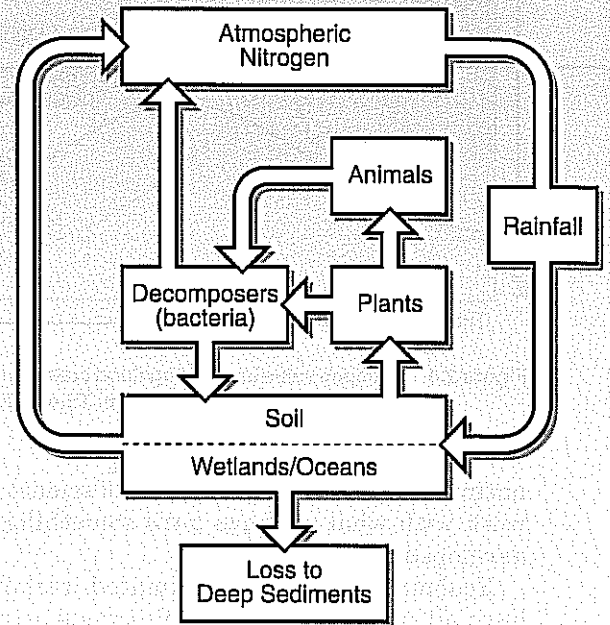 Atmospheric
Nitrogen
Animals
Rainfall
Decomposers
(bacteria)
Plants
Soil
Wetlands/Oceans
Loss to
Deep Sediments